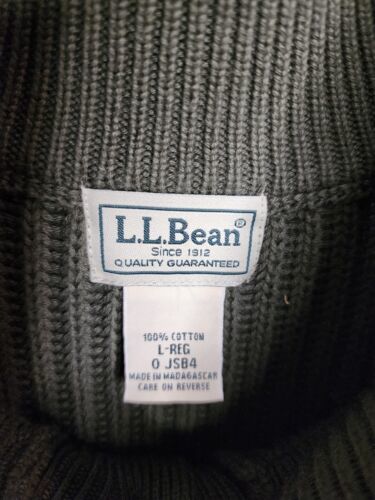 L.L.Bean®
Since 1912
QUALITY GUARANTEED
100% COTTON
L-REG
0 JSB4
MADE IN MADAGASCAR
CARE ON REVERSE